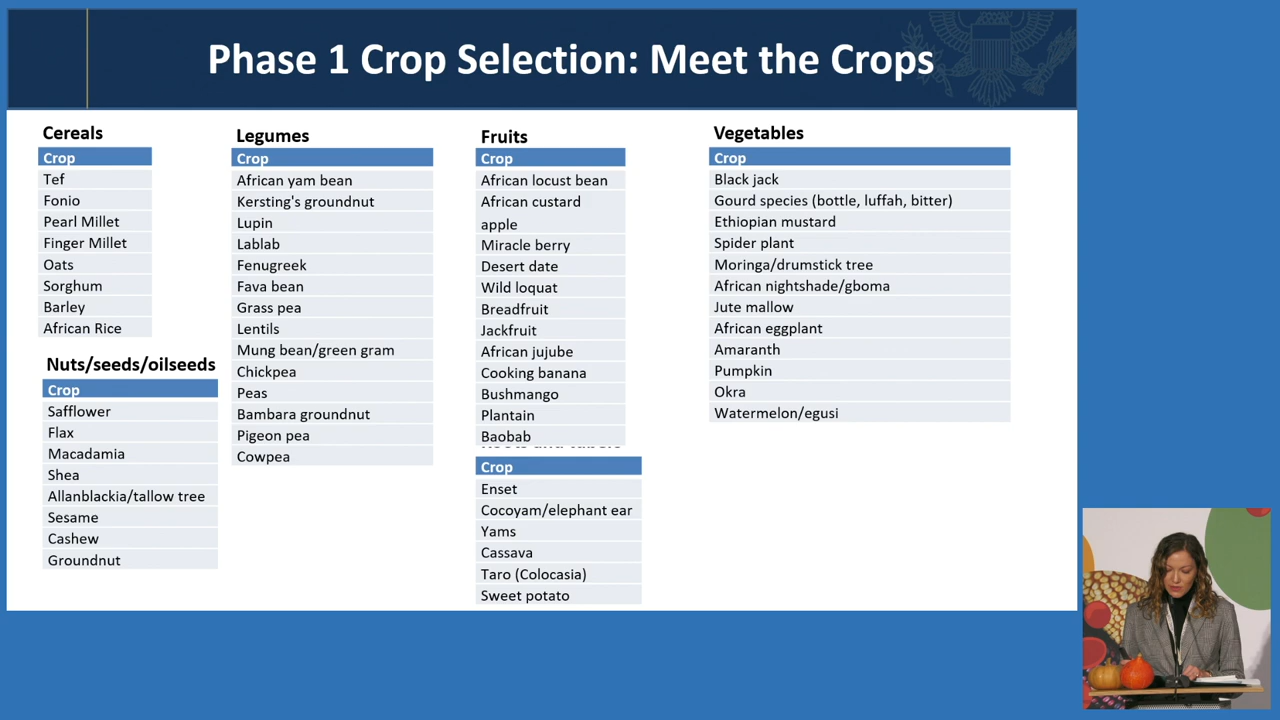 Phase 1 Crop Selection: Meet the Crops
Cereals
Crop
Tef
Fonio
Pearl Millet
Finger Millet
Oats
Sorghum
Barley
African Rice
Nuts/seeds/oilseeds
Crop
Safflower
Flax
Macadamia
Shea
Allanblackia/tallow tree
Sesame
Cashew
Groundnut
Legumes
Crop
African yam bean
Kersting's groundnut
Lupin
Lablab
Fenugreek
Fava bean
Grass pea
Lentils
Mung bean/green gram
Chickpea
Peas
Bambara groundnut
Pigeon pea
Cowpea
Fruits
Crop
African locust bean
African custard
apple
Miracle berry
Desert date
Wild loquat
Breadfruit
Jackfruit
African jujube
Cooking banana
Bushmango
Plantain
Baobab
Crop
Enset
Cocoyam/elephant ear
Yams
Cassava
Taro (Colocasia)
Sweet potato
Vegetables
Crop
Black jack
Gourd species (bottle, luffah, bitter)
Ethiopian mustard
Spider plant
Moringa/drumstick tree
African nightshade/gboma
Jute mallow
African eggplant
Amaranth
Pumpkin
Okra
Watermelon/egusi